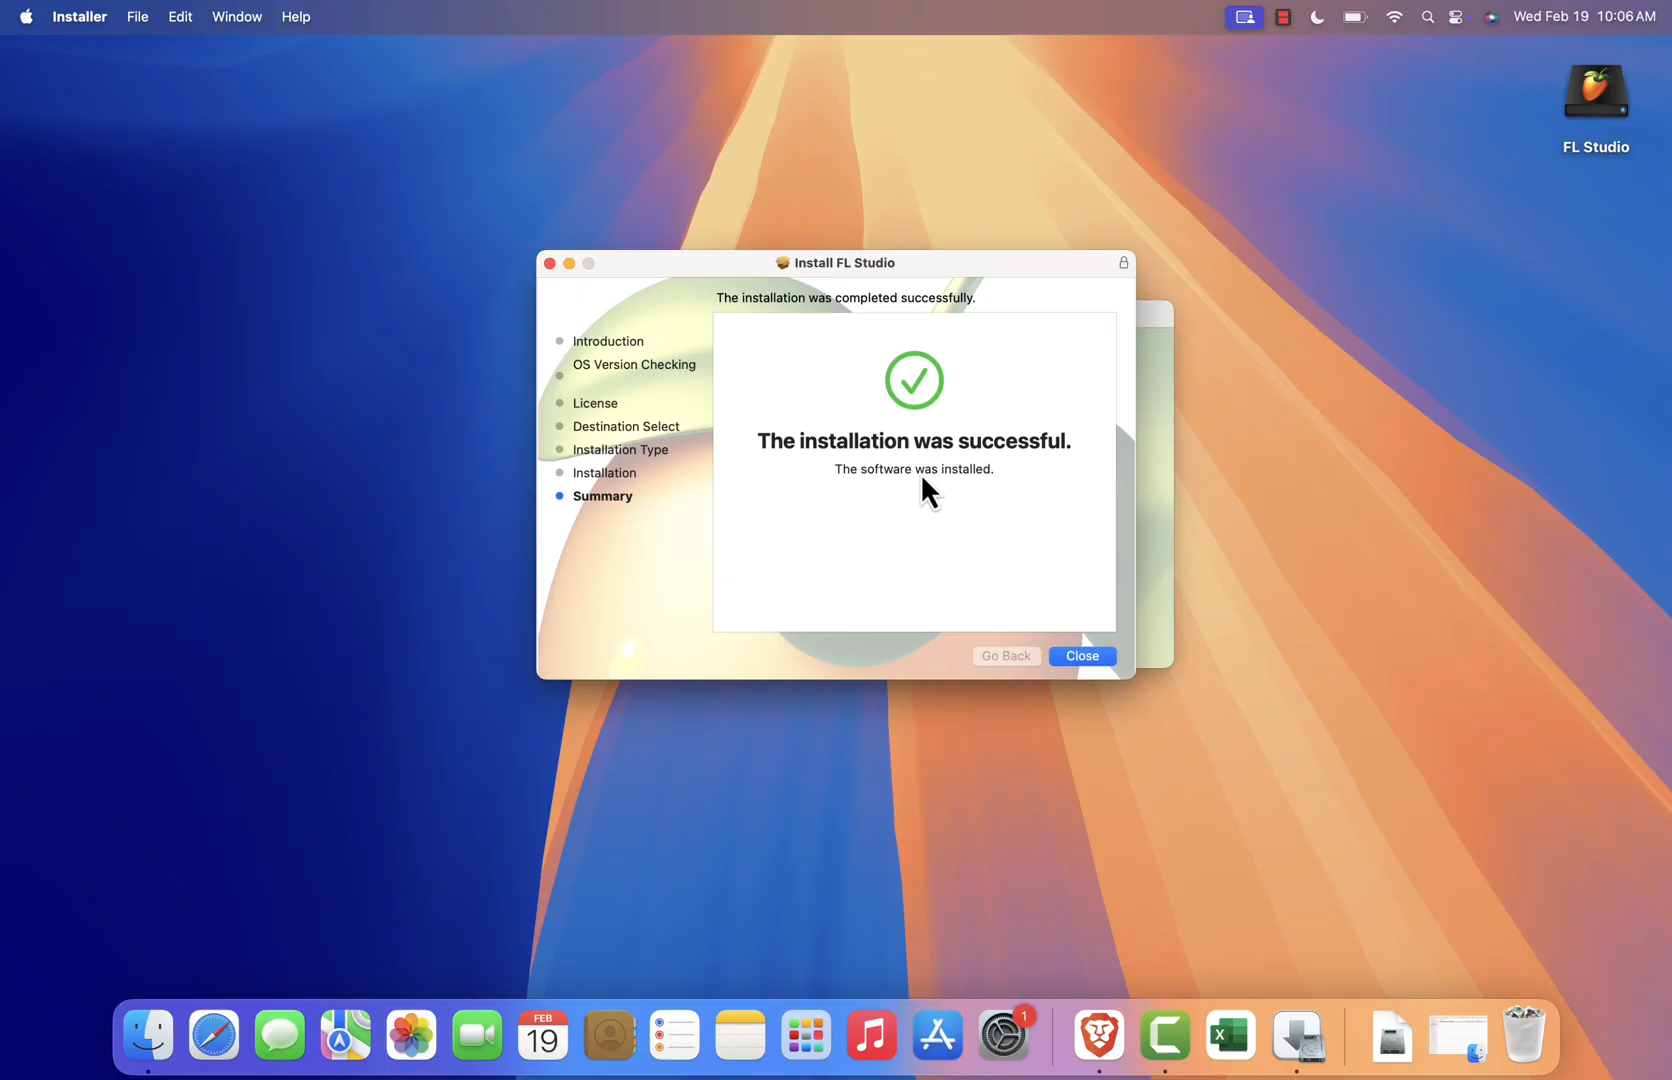 Installer File Edit Window Help
Wed Feb 19 10:06 AM
FL Studio
Install FL Studio
The installation was completed successfully.
Introduction
OS Version Checking
License
Destination Select
Installation Type
Installation
Summary
The installation was successful.
The software was installed.
Go Back Close
FEB
19
1